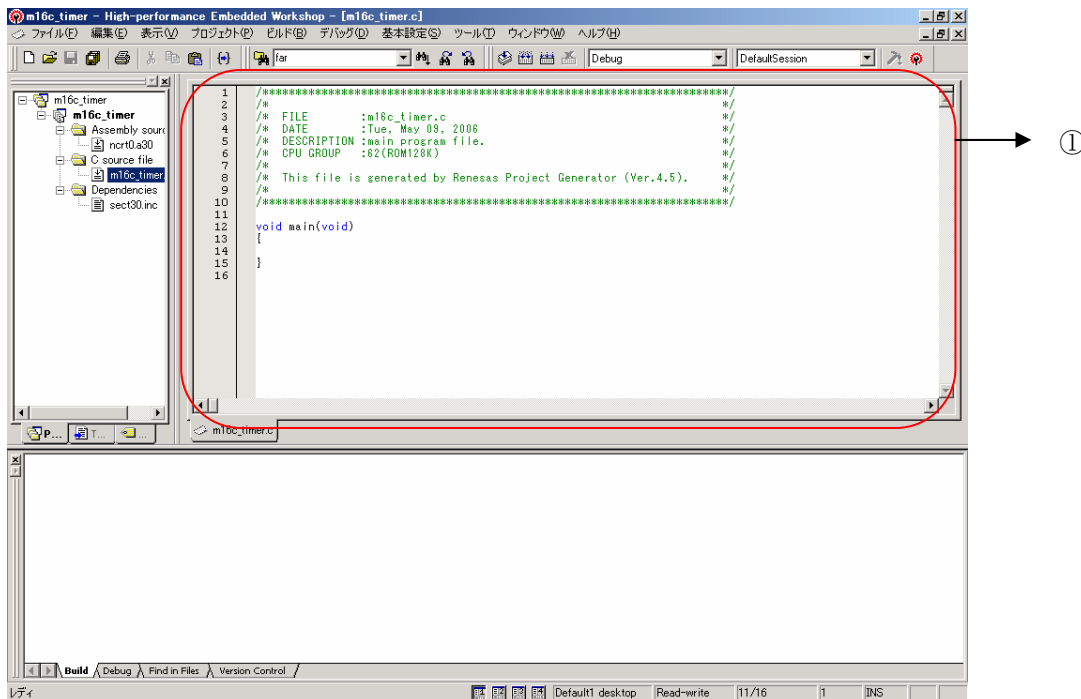 m16c_timer - High-performance Embedded Workshop - [m16c_timer.c]
ファイル(F) 編集(E) 表示(V) プロジェクト(P) ビルド(B) デバッグ(D) 基本設定(S) ツール(T) ウィンドウ(W) ヘルプ(H)
far Debug DefaultSession
m16c_timer
m16c_timer
Assembly sourc
ncrt0.a30
C source file
m16c_timer.
Dependencies
sect30.inc
P... T... ...
1 /***********************************************************************/
2 /* */
3 /* FILE :m16c_timer.c */
4 /* DATE :Tue, May 09, 2006 */
5 /* DESCRIPTION :main program file. */
6 /* CPU GROUP :62(ROM128K) */
7 /* */
8 /* This file is generated by Renesas Project Generator (Ver.4.5). */
9 /* */
10 /***********************************************************************/
11
12 void main(void)
13 {
14
15 }
16
m16c_timer.c
①
Build Debug Find in Files Version Control
レディ Default1 desktop Read-write 11/16 1 INS